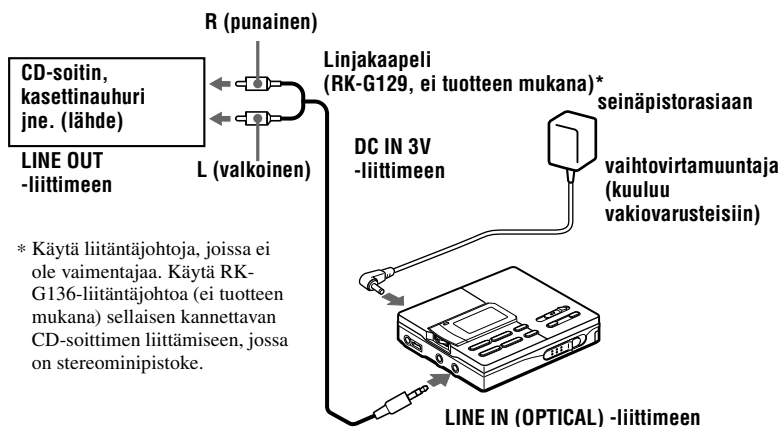 R (punainen)
CD-soitin,
kasettinauhuri
jne. (lähde)
LINE OUT
-liittimeen
L (valkoinen)
Linjakaapeli
(RK-G129, ei tuotteen mukana)*
DC IN 3V
-liittimeen
seinäpistorasiaan
vaihtovirtamuuntaja
(kuuluu
vakiovarusteisiin)
* Käytä liitäntäjohtoja, joissa ei
ole vaimentajaa. Käytä RK-
G136-liitäntäjohtoa (ei tuotteen
mukana) sellaisen kannettavan
CD-soittimen liittämiseen, jossa
on stereominipistoke.
LINE IN (OPTICAL) -liittimeen